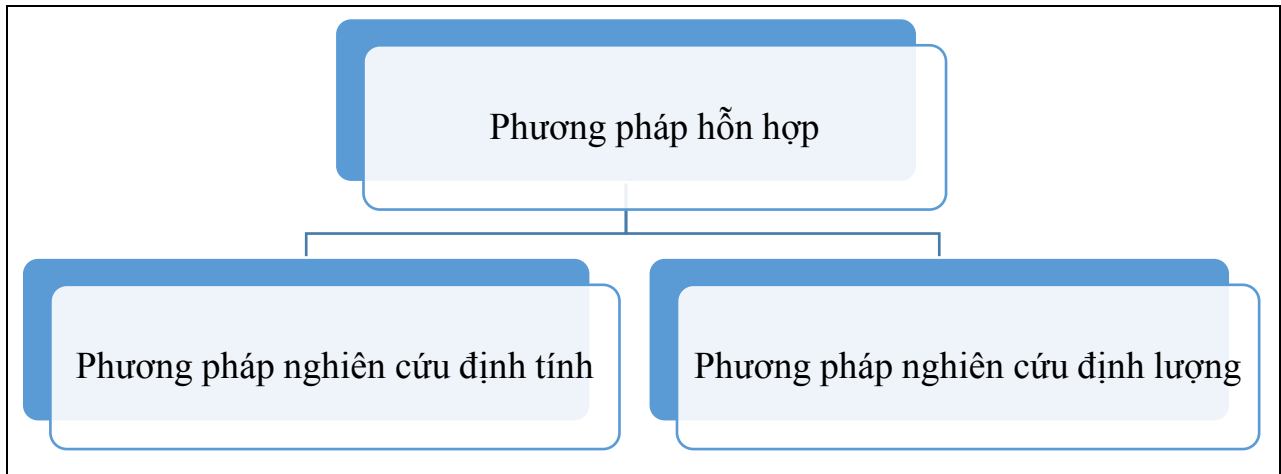 Phương pháp hỗn hợp
Phương pháp nghiên cứu định tính
Phương pháp nghiên cứu định lượng